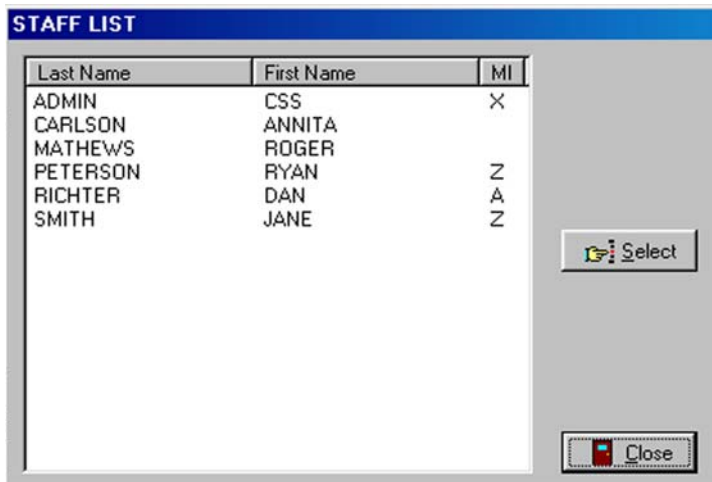 STAFF LIST
Last Name First Name MI
ADMIN CSS X
CARLSON ANNITA
MATHEWS ROGER
PETERSON RYAN Z
RICHTER DAN A
SMITH JANE Z
Select
Close